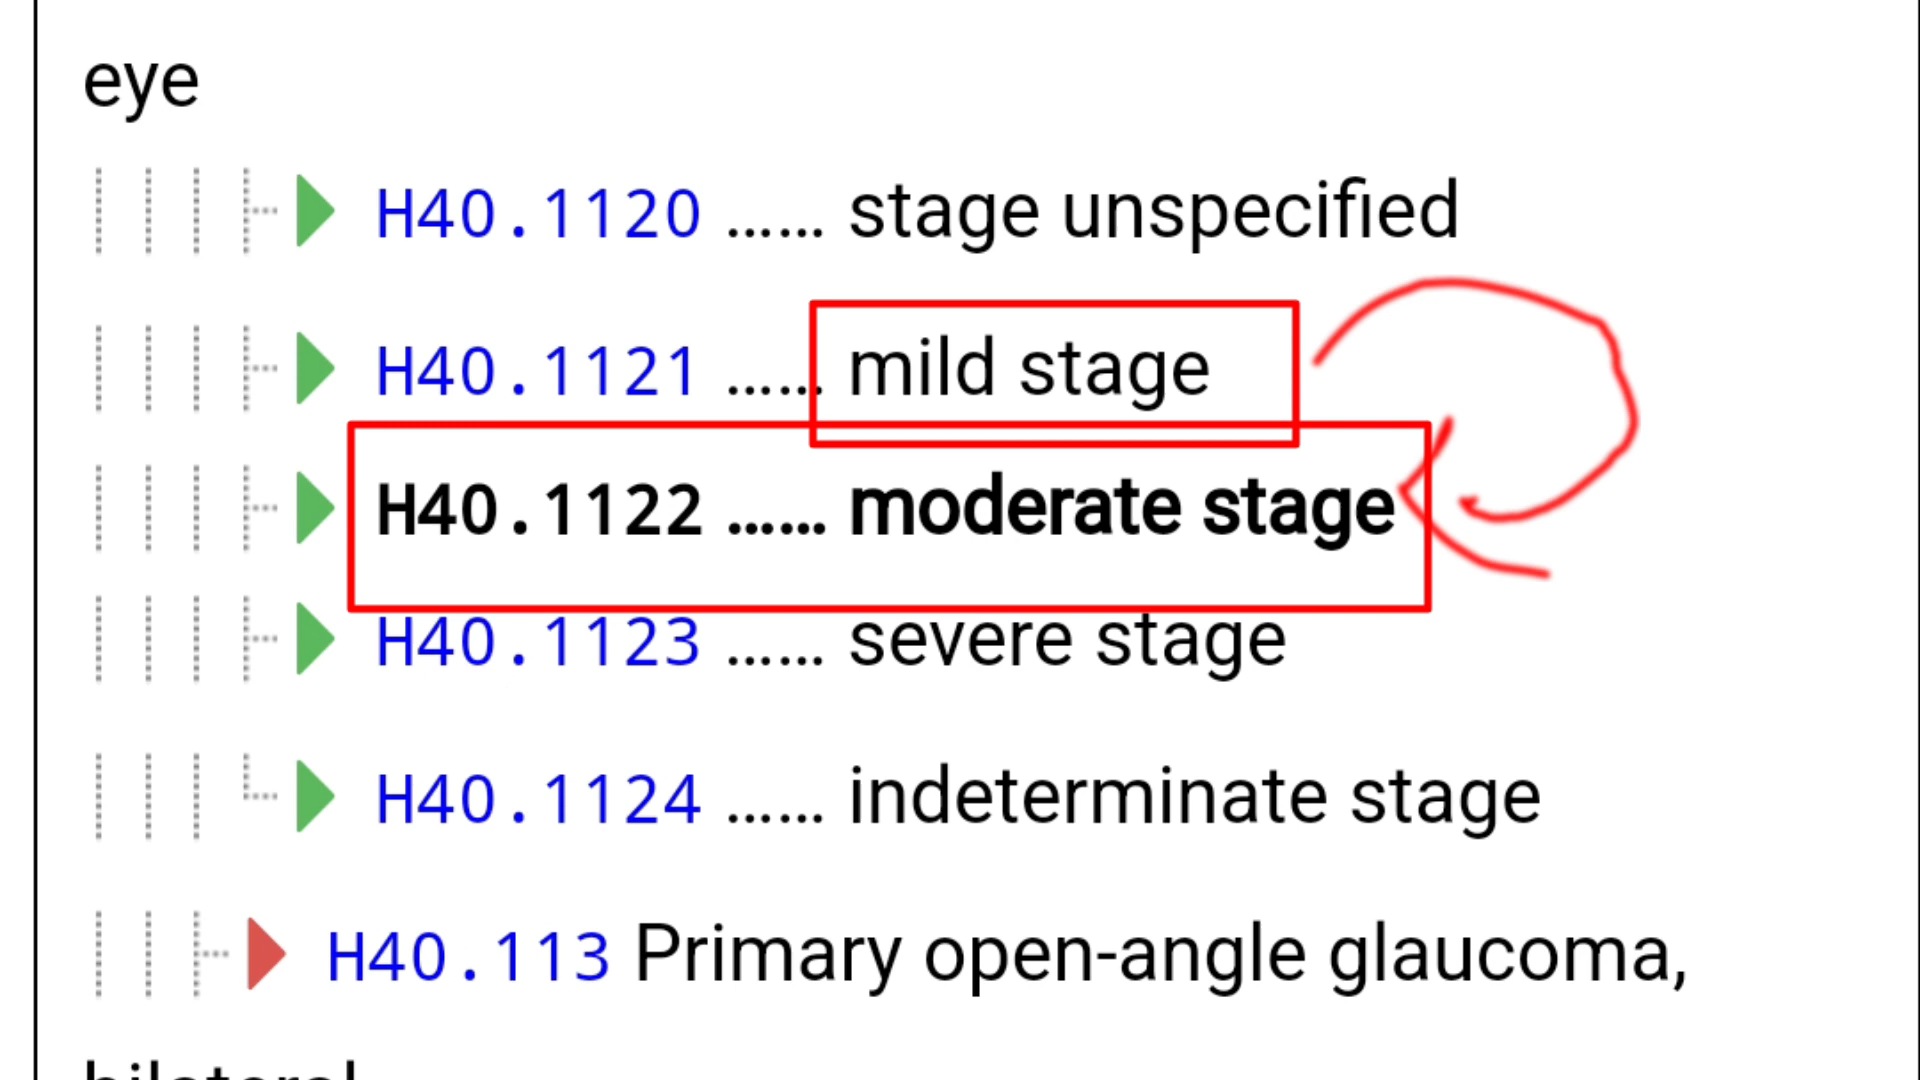 eye
H40.1120 ...... stage unspecified
H40.1121 ...... mild stage
H40.1122 ...... moderate stage
H40.1123 ...... severe stage
H40.1124 ...... indeterminate stage
H40.113 Primary open-angle glaucoma,
bilateral